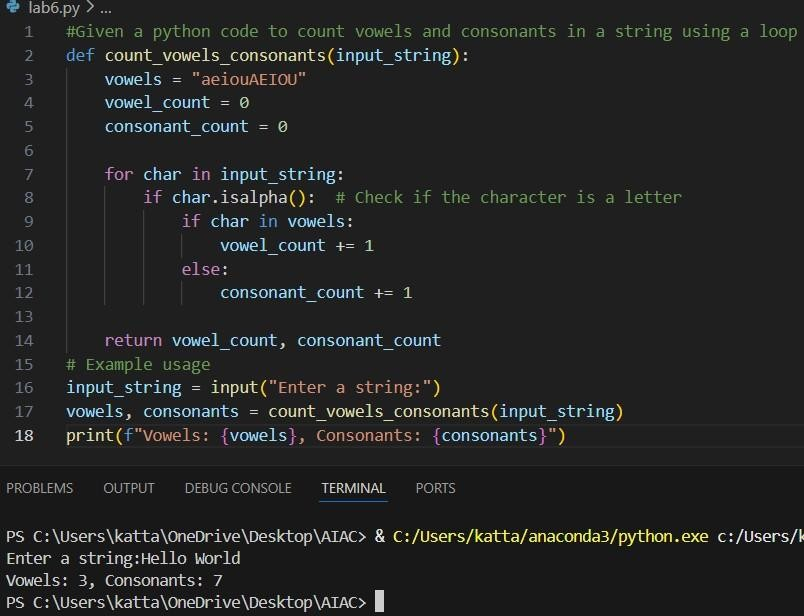 lab6.py > ...
1 #Given a python code to count vowels and consonants in a string using a loop
2 def count_vowels_consonants(input_string):
3     vowels = "aeiouAEIOU"
4     vowel_count = 0
5     consonant_count = 0
6
7     for char in input_string:
8         if char.isalpha():  # Check if the character is a letter
9             if char in vowels:
10                 vowel_count += 1
11             else:
12                 consonant_count += 1
13
14     return vowel_count, consonant_count
15 # Example usage
16 input_string = input("Enter a string:")
17 vowels, consonants = count_vowels_consonants(input_string)
18 print(f"Vowels: {vowels}, Consonants: {consonants}")
PROBLEMS OUTPUT DEBUG CONSOLE TERMINAL PORTS
PS C:\Users\katta\OneDrive\Desktop\AIAC> & C:/Users/katta/anaconda3/python.exe c:/Users/k
Enter a string:Hello World
Vowels: 3, Consonants: 7
PS C:\Users\katta\OneDrive\Desktop\AIAC>